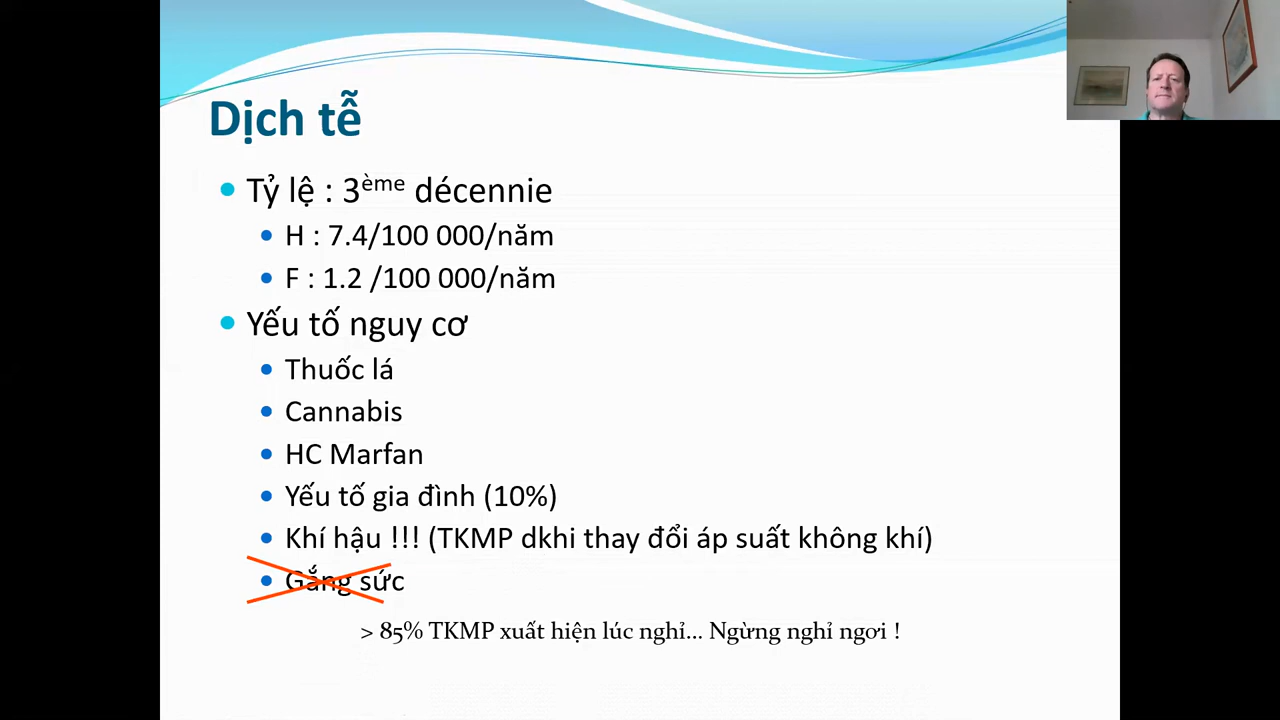 Dịch tễ
Tỷ lệ : 3ème décennie
H : 7.4/100 000/năm
F : 1.2 /100 000/năm
Yếu tố nguy cơ
Thuốc lá
Cannabis
HC Marfan
Yếu tố gia đình (10%)
Khí hậu !!! (TKMP dkhi thay đổi áp suất không khí)
Gắng sức
> 85% TKMP xuất hiện lúc nghỉ... Ngừng nghỉ ngơi !